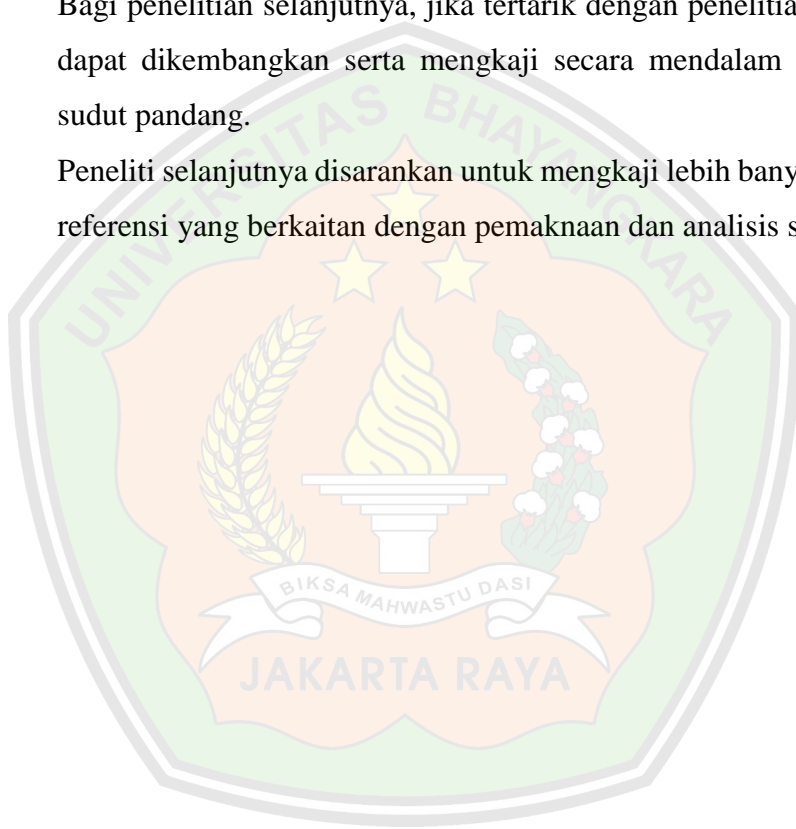 Bagi penelitian selanjutnya, jika tertarik dengan penelitia
dapat dikembangkan serta mengkaji secara mendalam
sudut pandang.
Peneliti selanjutnya disarankan untuk mengkaji lebih bany
referensi yang berkaitan dengan pemaknaan dan analisis s
UNIVERSITAS BHAYANGKARA
BIKSA MAHWASTU DASI
JAKARTA RAYA